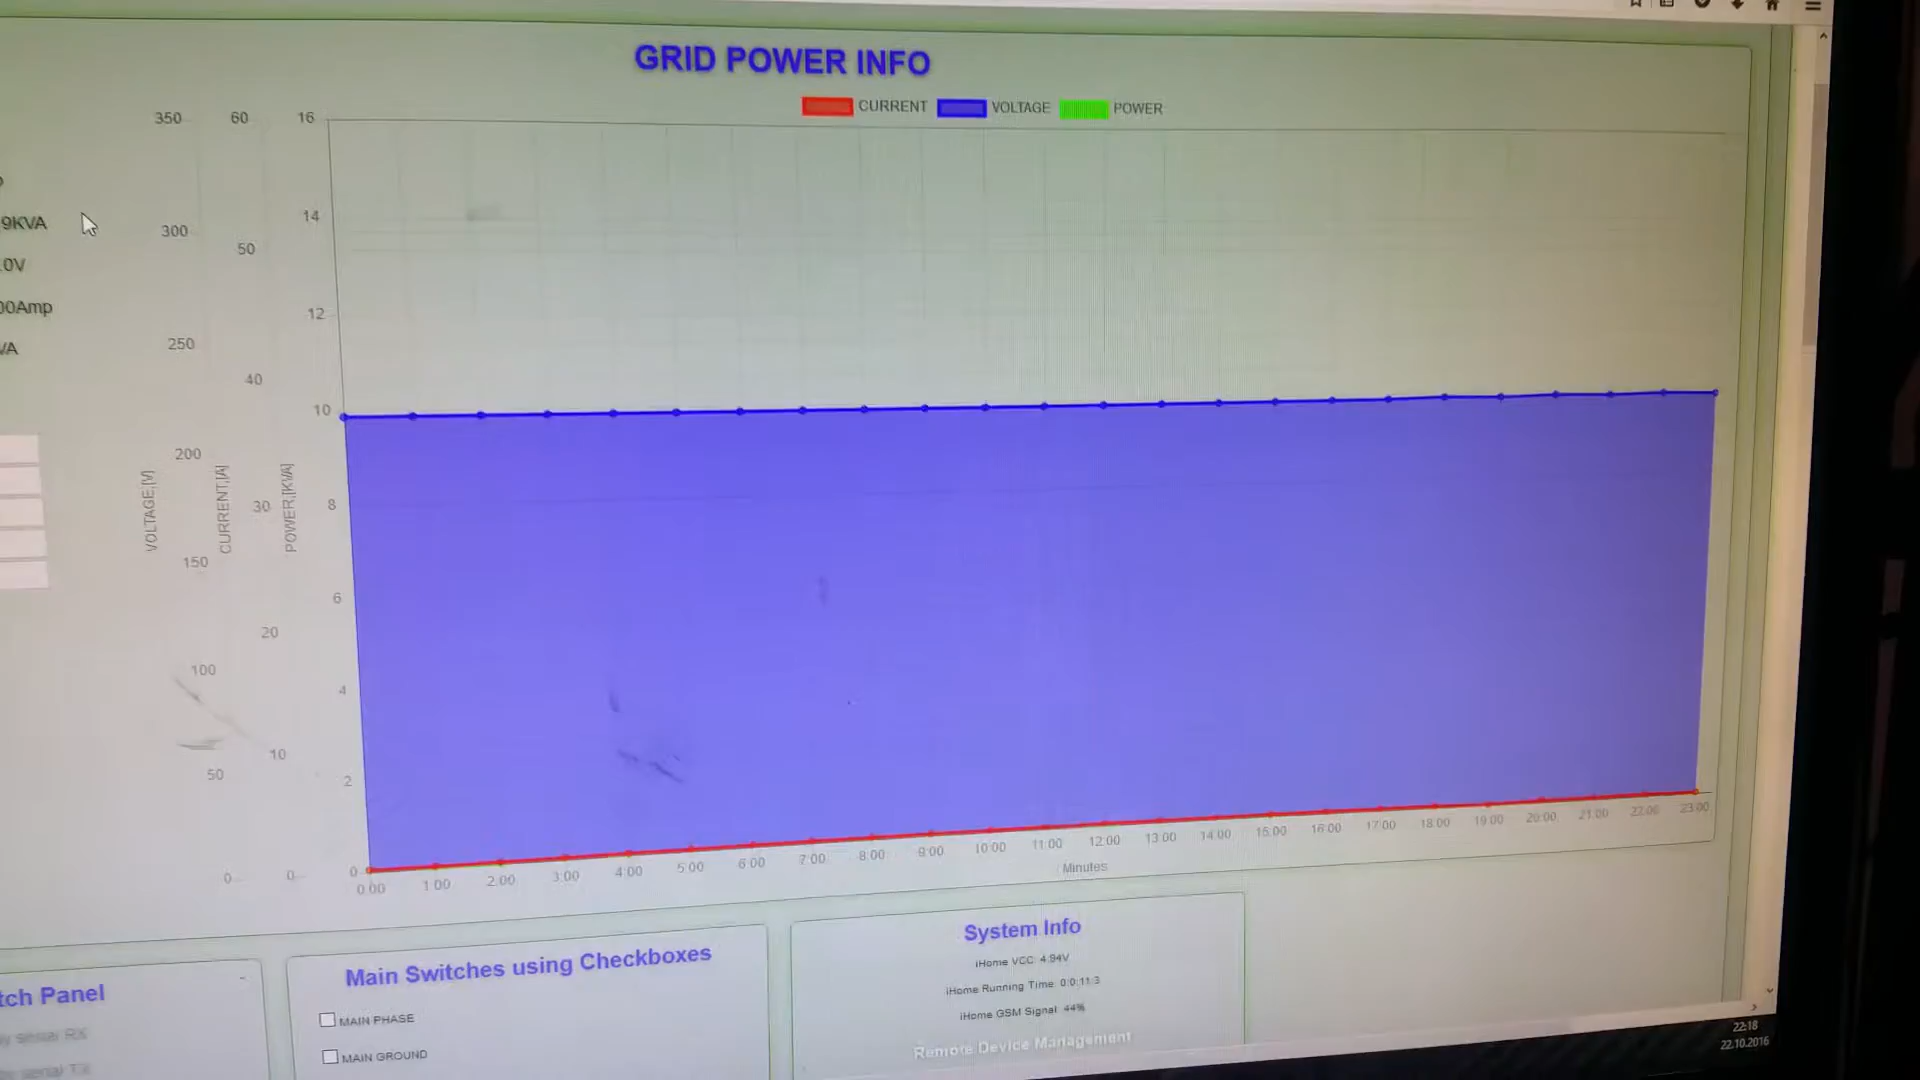 GRID POWER INFO
CURRENT VOLTAGE POWER
350 60 16
9KVA
14
300
50
.0V
00Amp
12
250
VA
40
10
200
VOLTAGE,[V]
CURRENT,[A]
POWER,[KVA]
30
8
150
6
20
100
4
10
50
2
0 0 0
0:00 1:00 2:00 3:00 4:00 5:00 6:00 7:00 8:00 9:00 10:00 11:00 12:00 13:00 14:00 15:00 16:00 17:00 18:00 19:00 20:00 21:00 22:00 23:00
Minutes
tch Panel
Main Switches using Checkboxes
MAIN PHASE
MAIN GROUND
System Info
iHome VCC: 4.94V
iHome Running Time: 0:0:11:3
iHome GSM Signal: 44%
Remote Device Management
22:18
22.10.2016